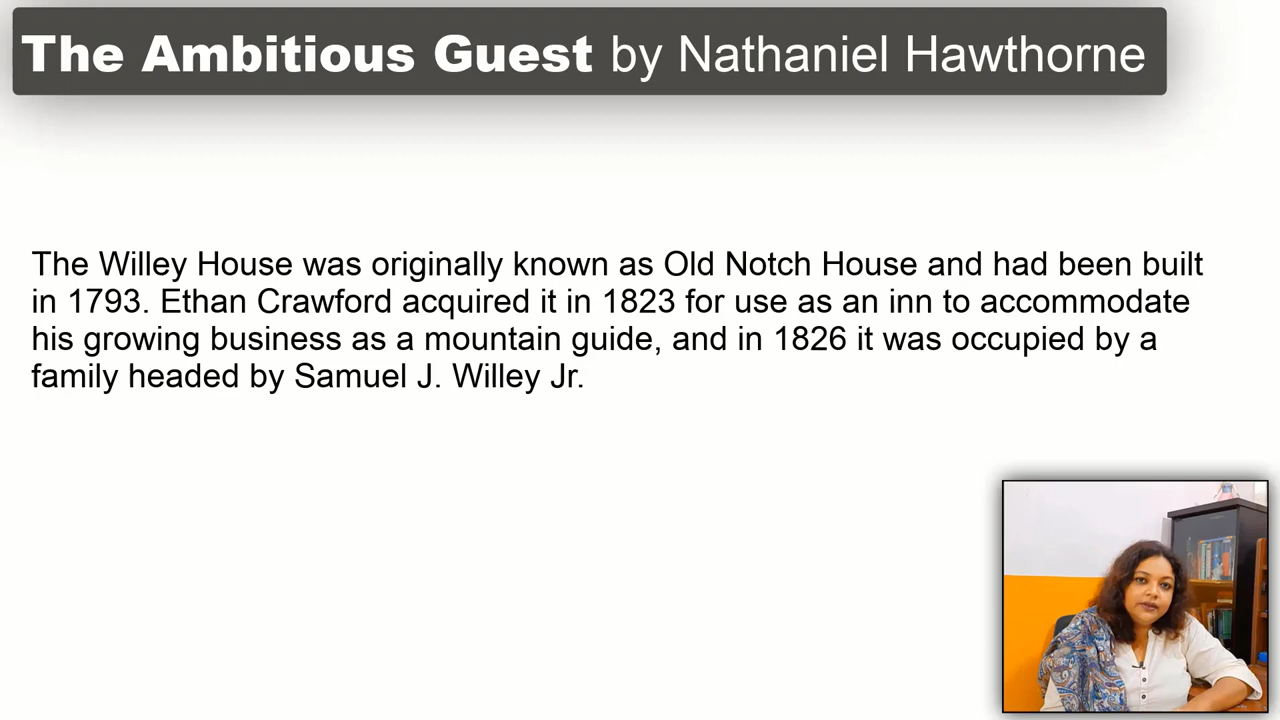 The Ambitious Guest by Nathaniel Hawthorne
The Willey House was originally known as Old Notch House and had been built
in 1793. Ethan Crawford acquired it in 1823 for use as an inn to accommodate
his growing business as a mountain guide, and in 1826 it was occupied by a
family headed by Samuel J. Willey Jr.